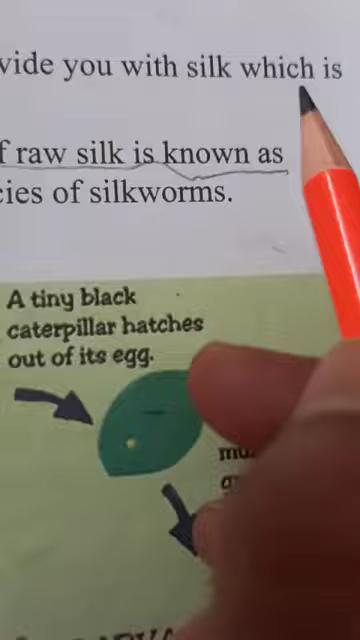 vide you with silk which is
f raw silk is known as
cies of silkworms.
A tiny black
caterpillar hatches
out of its egg.